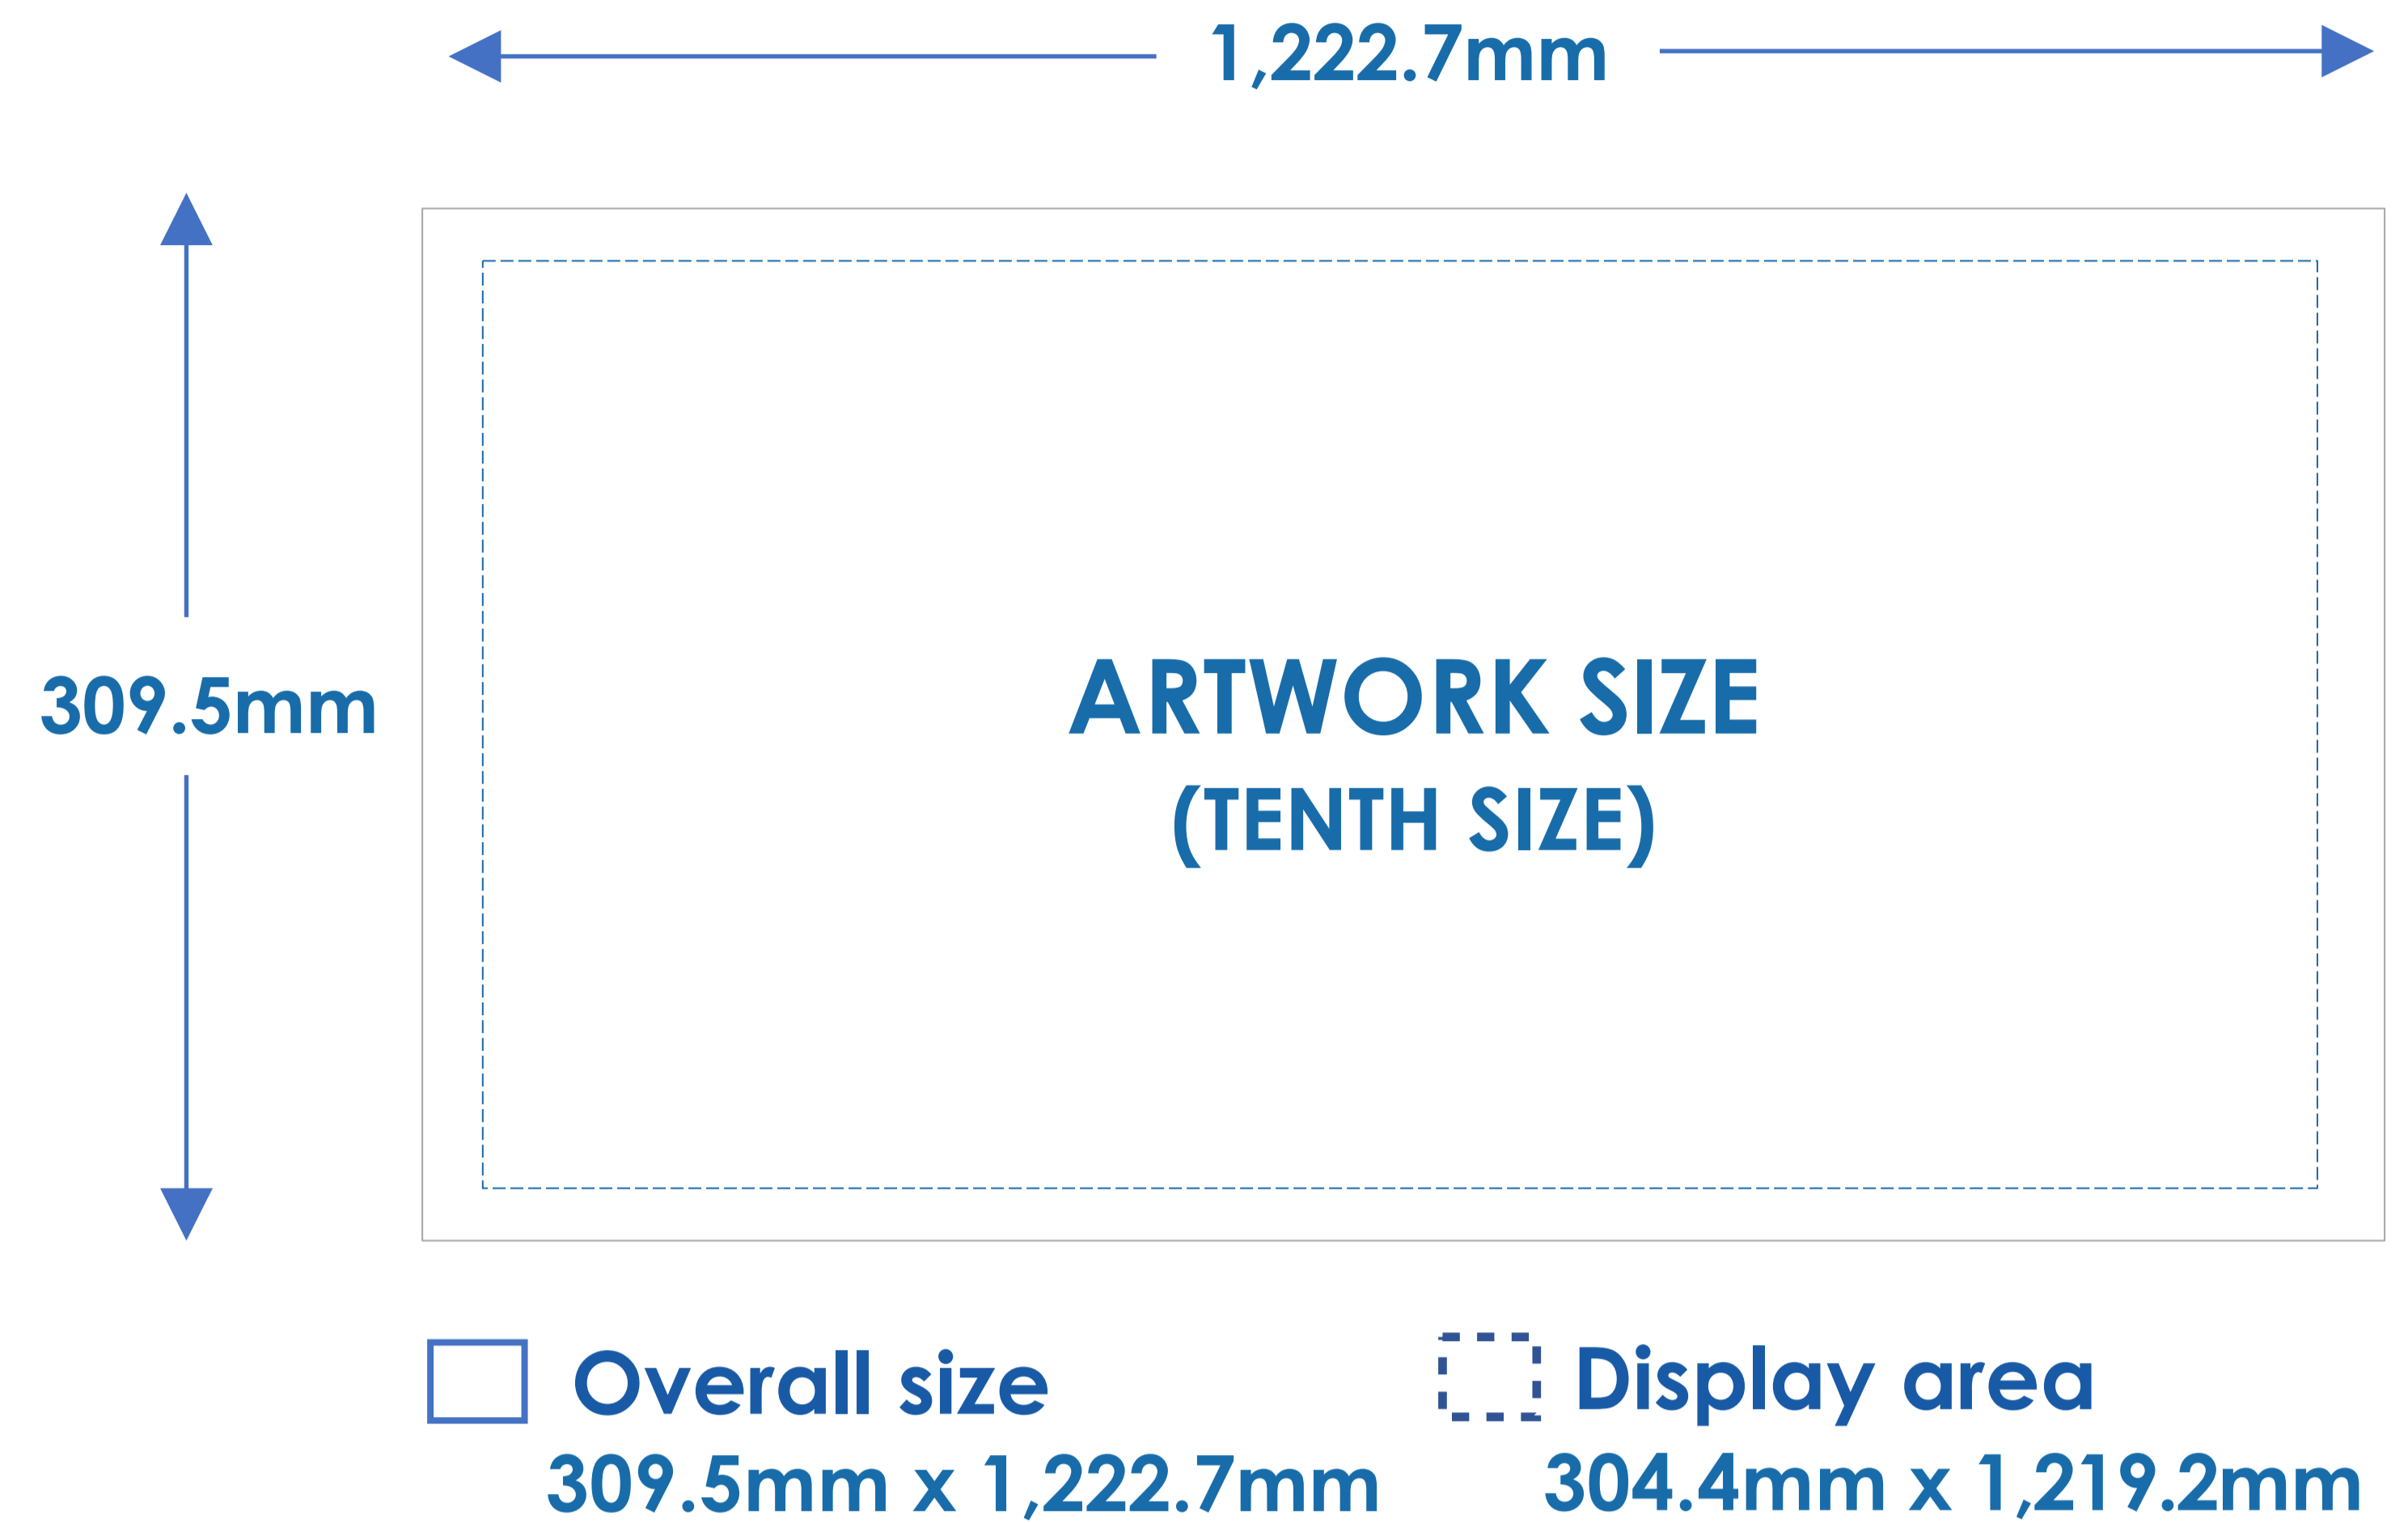 1,222.7mm
309.5mm
ARTWORK SIZE
(TENTH SIZE)
Overall size
309.5mm x 1,222.7mm
Display area
304.4mm x 1,219.2mm